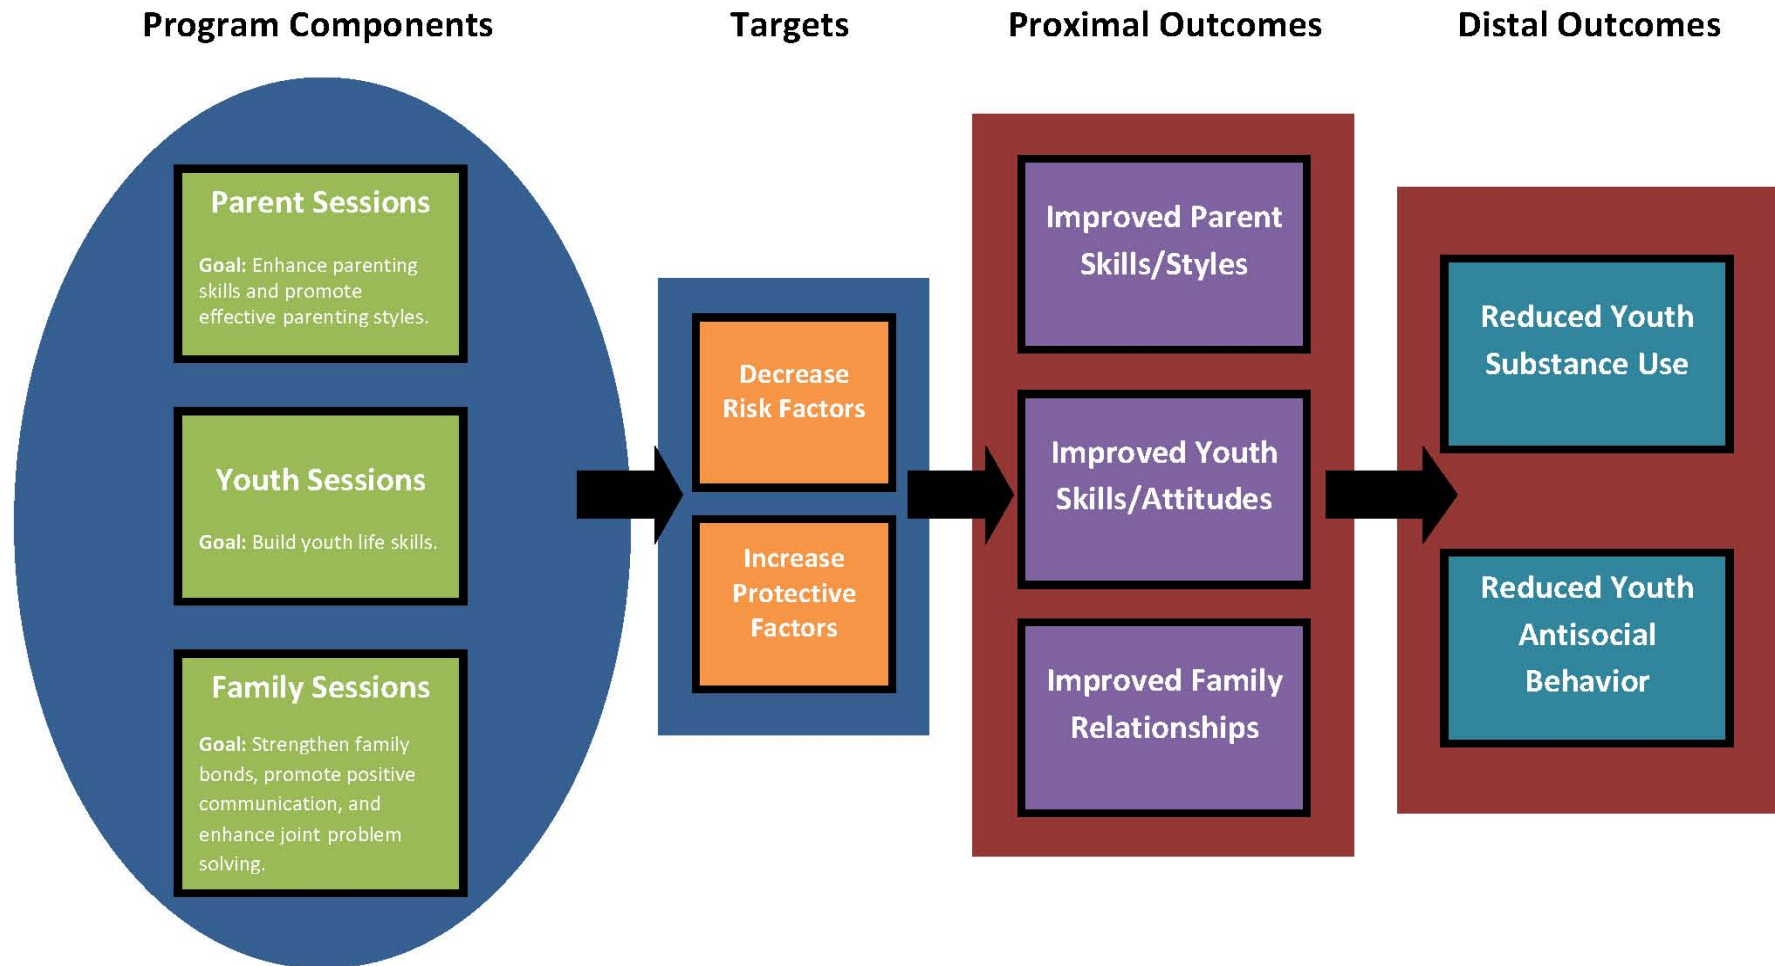 Program Components
Targets
Proximal Outcomes
Distal Outcomes
Parent Sessions
Goal: Enhance parenting
skills and promote
effective parenting styles.
Youth Sessions
Goal: Build youth life skills.
Family Sessions
Goal: Strengthen family
bonds, promote positive
communication, and
enhance joint problem
solving.
Decrease
Risk Factors
Increase
Protective
Factors
Improved Parent
Skills/Styles
Improved Youth
Skills/Attitudes
Improved Family
Relationships
Reduced Youth
Substance Use
Reduced Youth
Antisocial
Behavior